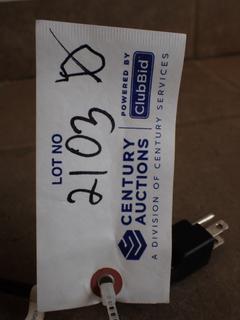 LOT NO
2103
CENTURY
AUCTIONS
A DIVISION OF CENTURY SERVICES
POWERED BY
ClubBid